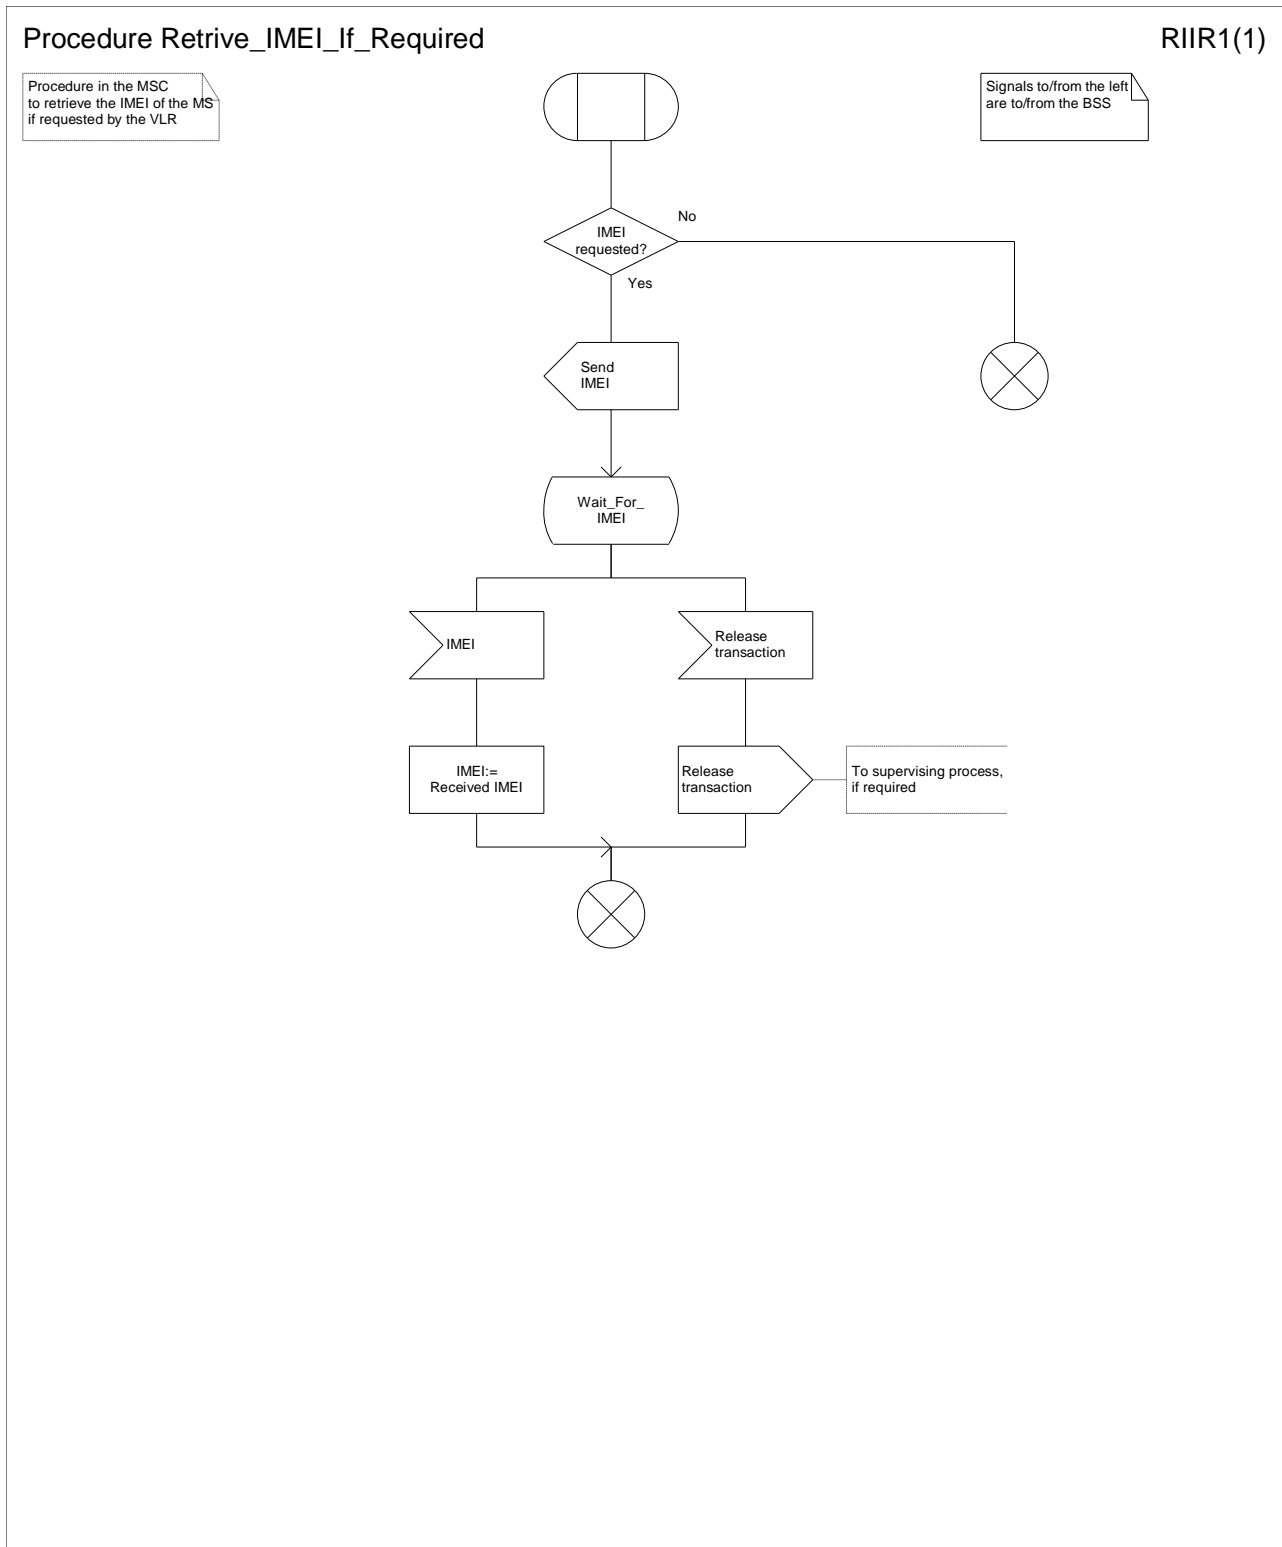 Procedure Retrive_IMEI_If_Required
RIIR1(1)
Procedure in the MSC
to retrieve the IMEI of the MS
if requested by the VLR
Signals to/from the left
are to/from the BSS
IMEI
requested?
No
Yes
Send
IMEI
Wait_For_
IMEI
IMEI
Release
transaction
IMEI:=
Received IMEI
Release
transaction
To supervising process,
if required